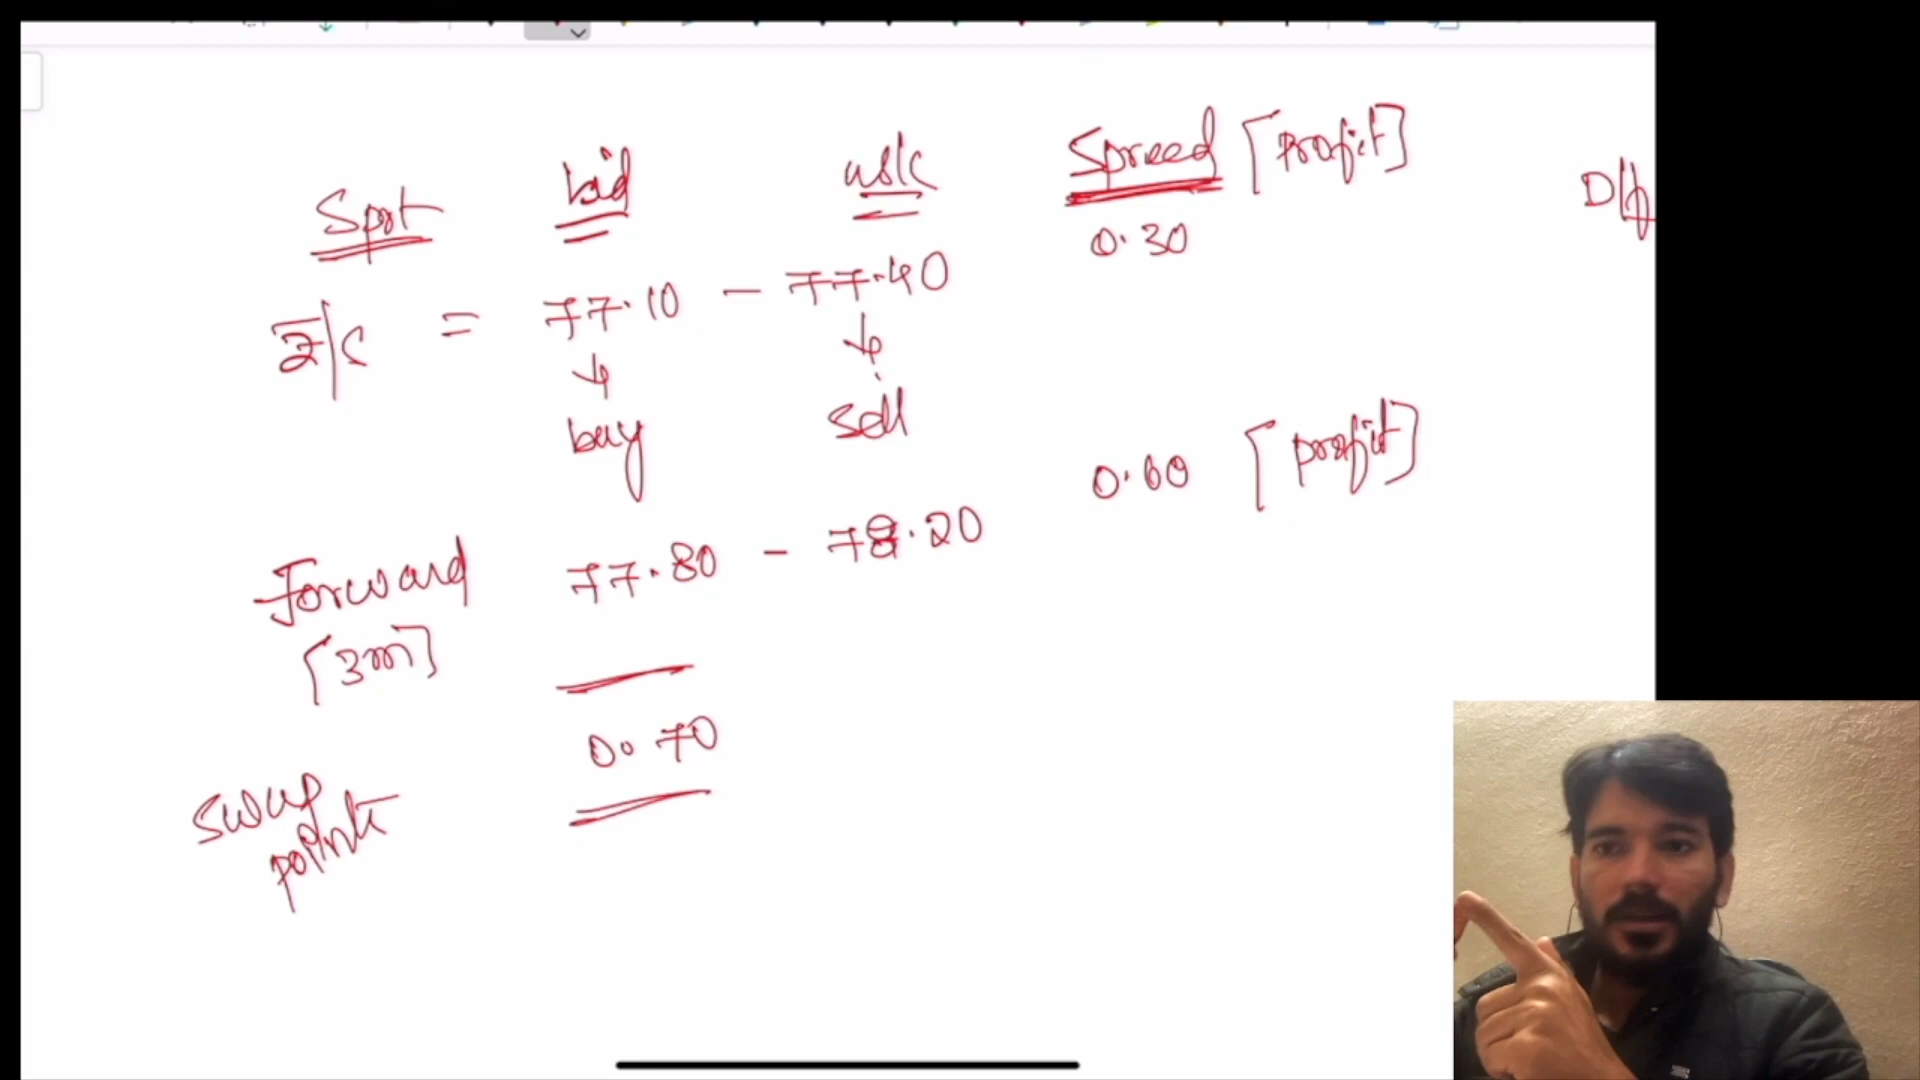 Spot bid ask Spread [Profit]
0.30
₹/$ = 77.10 - 77.40
buy sell
0.60 [profit]
Forward 77.80 - 78.20
[3m]
0.70
swap
points